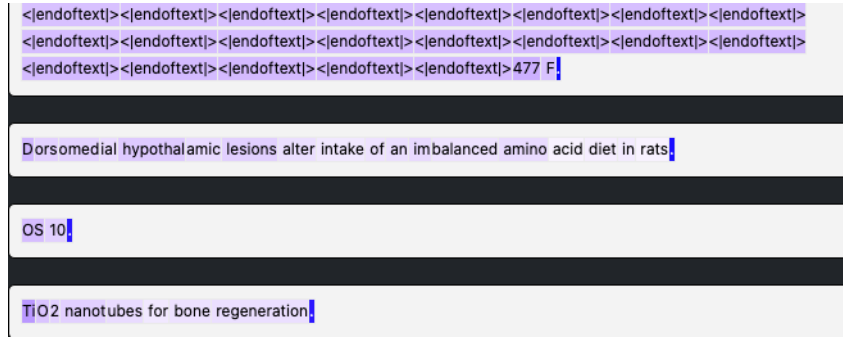 <|endoftext|><|endoftext|><|endoftext|><|endoftext|><|endoftext|><|endoftext|><|endoftext|><|endoftext|>
<|endoftext|><|endoftext|><|endoftext|><|endoftext|><|endoftext|><|endoftext|><|endoftext|><|endoftext|>
<|endoftext|><|endoftext|><|endoftext|><|endoftext|><|endoftext|>477 F.
Dorsomedial hypothalamic lesions alter intake of an imbalanced amino acid diet in rats.
OS 10.
TiO2 nanotubes for bone regeneration.